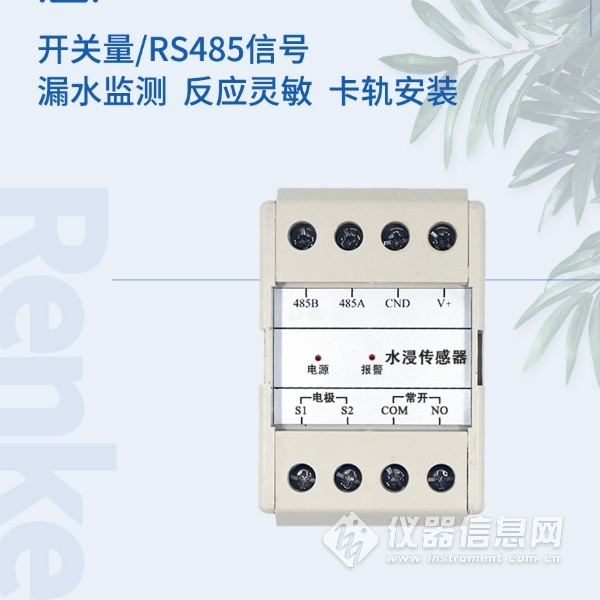 开关量/RS485信号
漏水监测 反应灵敏 卡轨安装
Renke
485B 485A CND V+
电源 报警 水浸传感器
电极 常开
S1 S2 COM NO
仪器信息网
www.instrument.com.cn